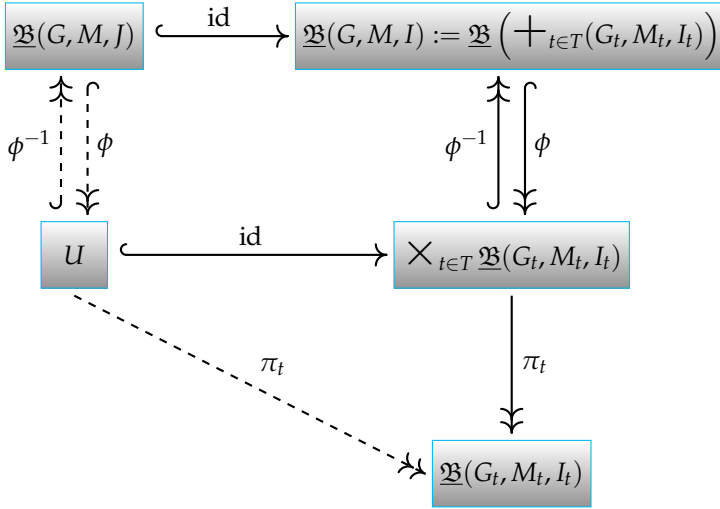 id
𝔅(G, M, J) 𝔅(G, M, I) := 𝔅 ( +_{t∈T}(G_t, M_t, I_t) )
ϕ⁻¹ ϕ ϕ⁻¹ ϕ
id
U ×_{t∈T} 𝔅(G_t, M_t, I_t)
π_t π_t
𝔅(G_t, M_t, I_t)